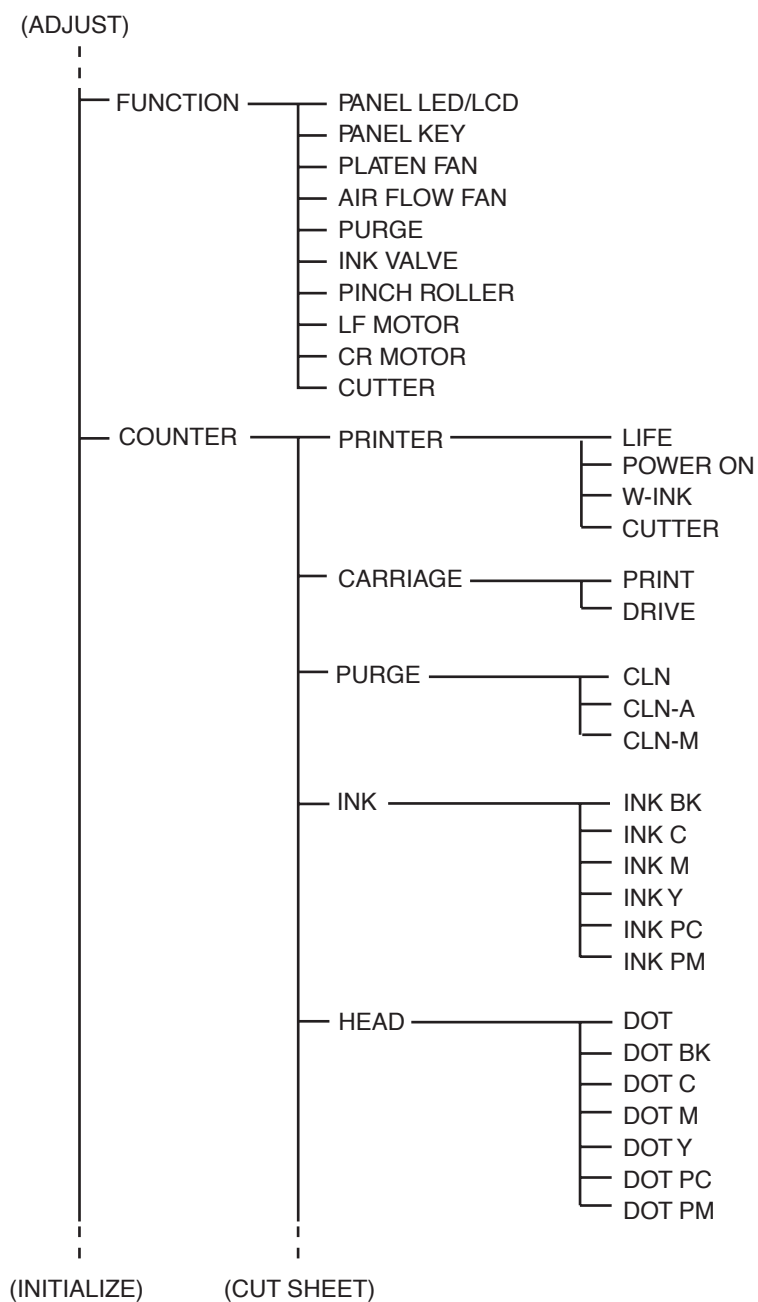 (ADJUST)
FUNCTION PANEL LED/LCD
PANEL KEY
PLATEN FAN
AIR FLOW FAN
PURGE
INK VALVE
PINCH ROLLER
LF MOTOR
CR MOTOR
CUTTER
COUNTER PRINTER LIFE
POWER ON
W-INK
CUTTER
CARRIAGE PRINT
DRIVE
PURGE CLN
CLN-A
CLN-M
INK INK BK
INK C
INK M
INK Y
INK PC
INK PM
HEAD DOT
DOT BK
DOT C
DOT M
DOT Y
DOT PC
DOT PM
(INITIALIZE) (CUT SHEET)